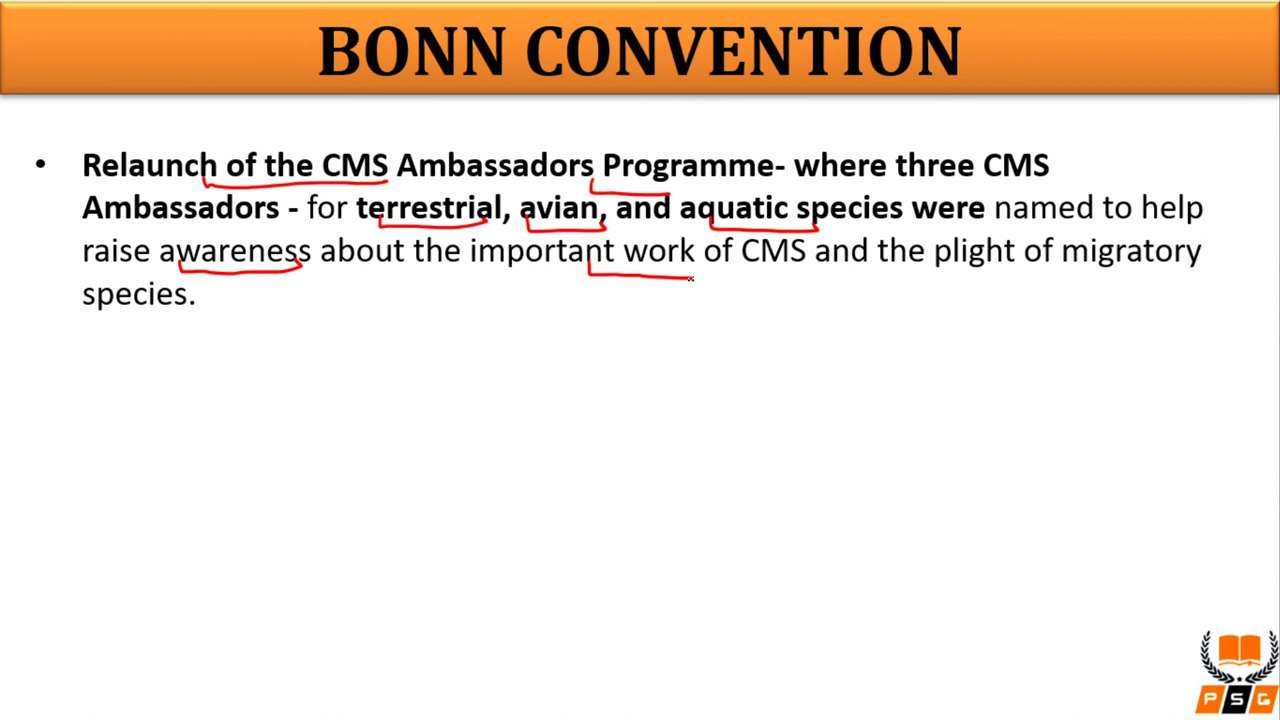 BONN CONVENTION
• Relaunch of the CMS Ambassadors Programme- where three CMS
Ambassadors - for terrestrial, avian, and aquatic species were named to help
raise awareness about the important work of CMS and the plight of migratory
species.
PSG